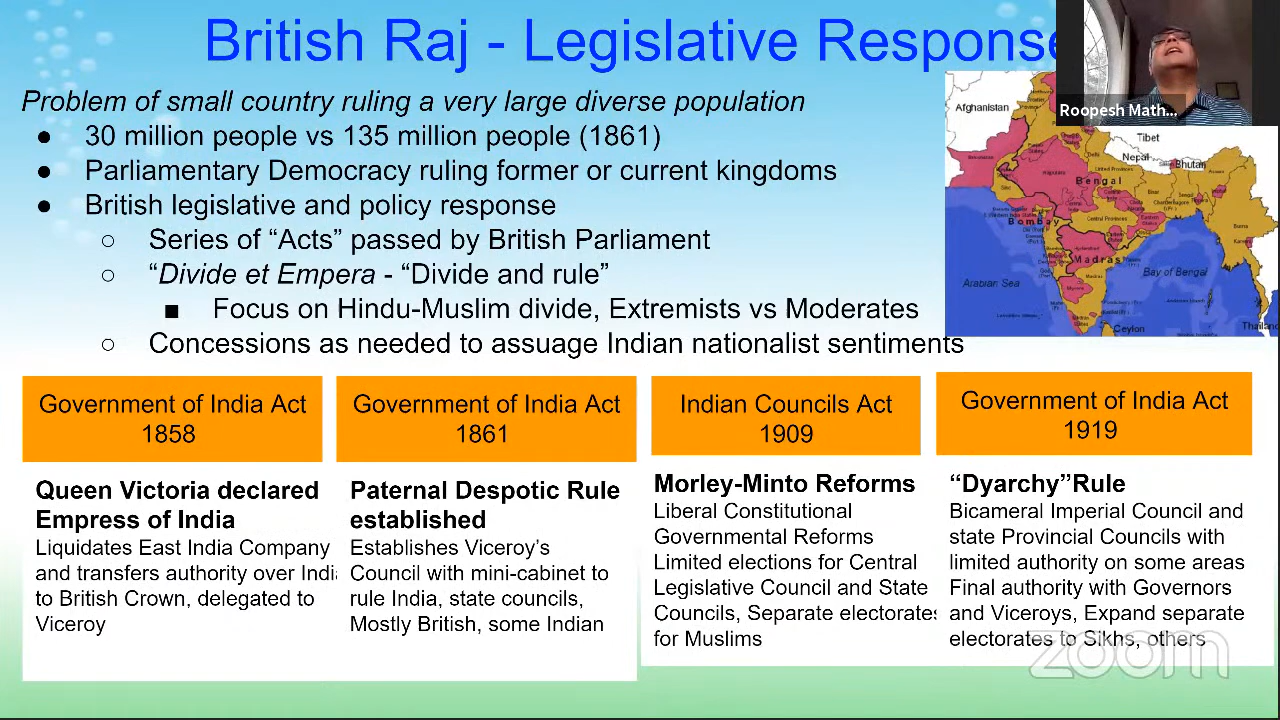 British Raj - Legislative Response
Roopesh Math...
Problem of small country ruling a very large diverse population
● 30 million people vs 135 million people (1861)
● Parliamentary Democracy ruling former or current kingdoms
● British legislative and policy response
○ Series of “Acts” passed by British Parliament
○ “Divide et Empera - “Divide and rule”
■ Focus on Hindu-Muslim divide, Extremists vs Moderates
○ Concessions as needed to assuage Indian nationalist sentiments
Afghanistan
Tibet
Nepal
Bhutan
Bengal
Bombay
Madras
Arabian Sea
Bay of Bengal
Ceylon
Thailand
Government of India Act
1858
Queen Victoria declared
Empress of India
Liquidates East India Company
and transfers authority over India
to British Crown, delegated to
Viceroy
Government of India Act
1861
Paternal Despotic Rule
established
Establishes Viceroy’s
Council with mini-cabinet to
rule India, state councils,
Mostly British, some Indian
Indian Councils Act
1909
Morley-Minto Reforms
Liberal Constitutional
Governmental Reforms
Limited elections for Central
Legislative Council and State
Councils, Separate electorates
for Muslims
Government of India Act
1919
“Dyarchy”Rule
Bicameral Imperial Council and
state Provincial Councils with
limited authority on some areas
Final authority with Governors
and Viceroys, Expand separate
electorates to Sikhs, others
zoom